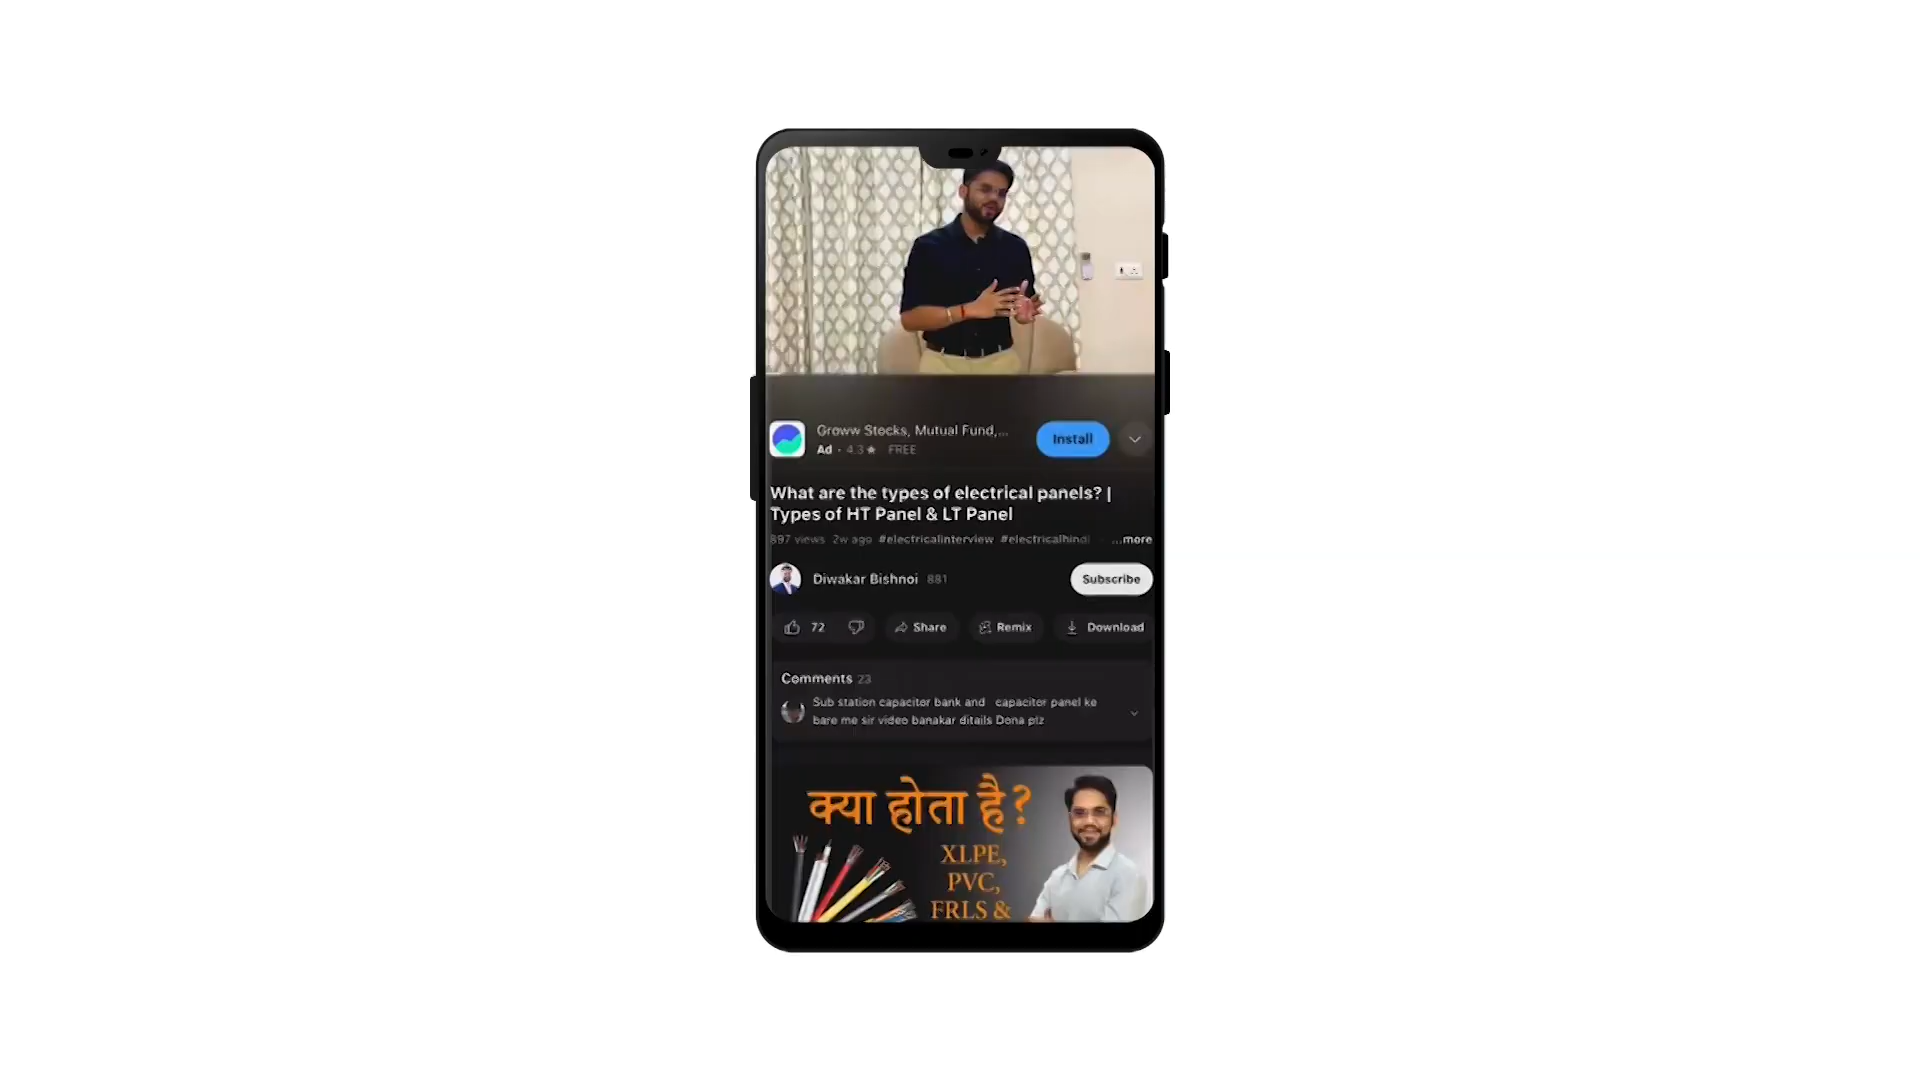 Groww Stocks, Mutual Fund,...
Install
Ad · 4.3★ FREE
What are the types of electrical panels? |
Types of HT Panel & LT Panel
897 views 2w ago #electricalinterview #electricalhindi ...more
Diwakar Bishnoi 881
Subscribe
72
Share
Remix
Download
Comments 23
Sub station capacitor bank and capacitor panel ke
bare me sir video banakar ditails Dena plz
क्या होता है?
XLPE,
PVC,
FRLS &